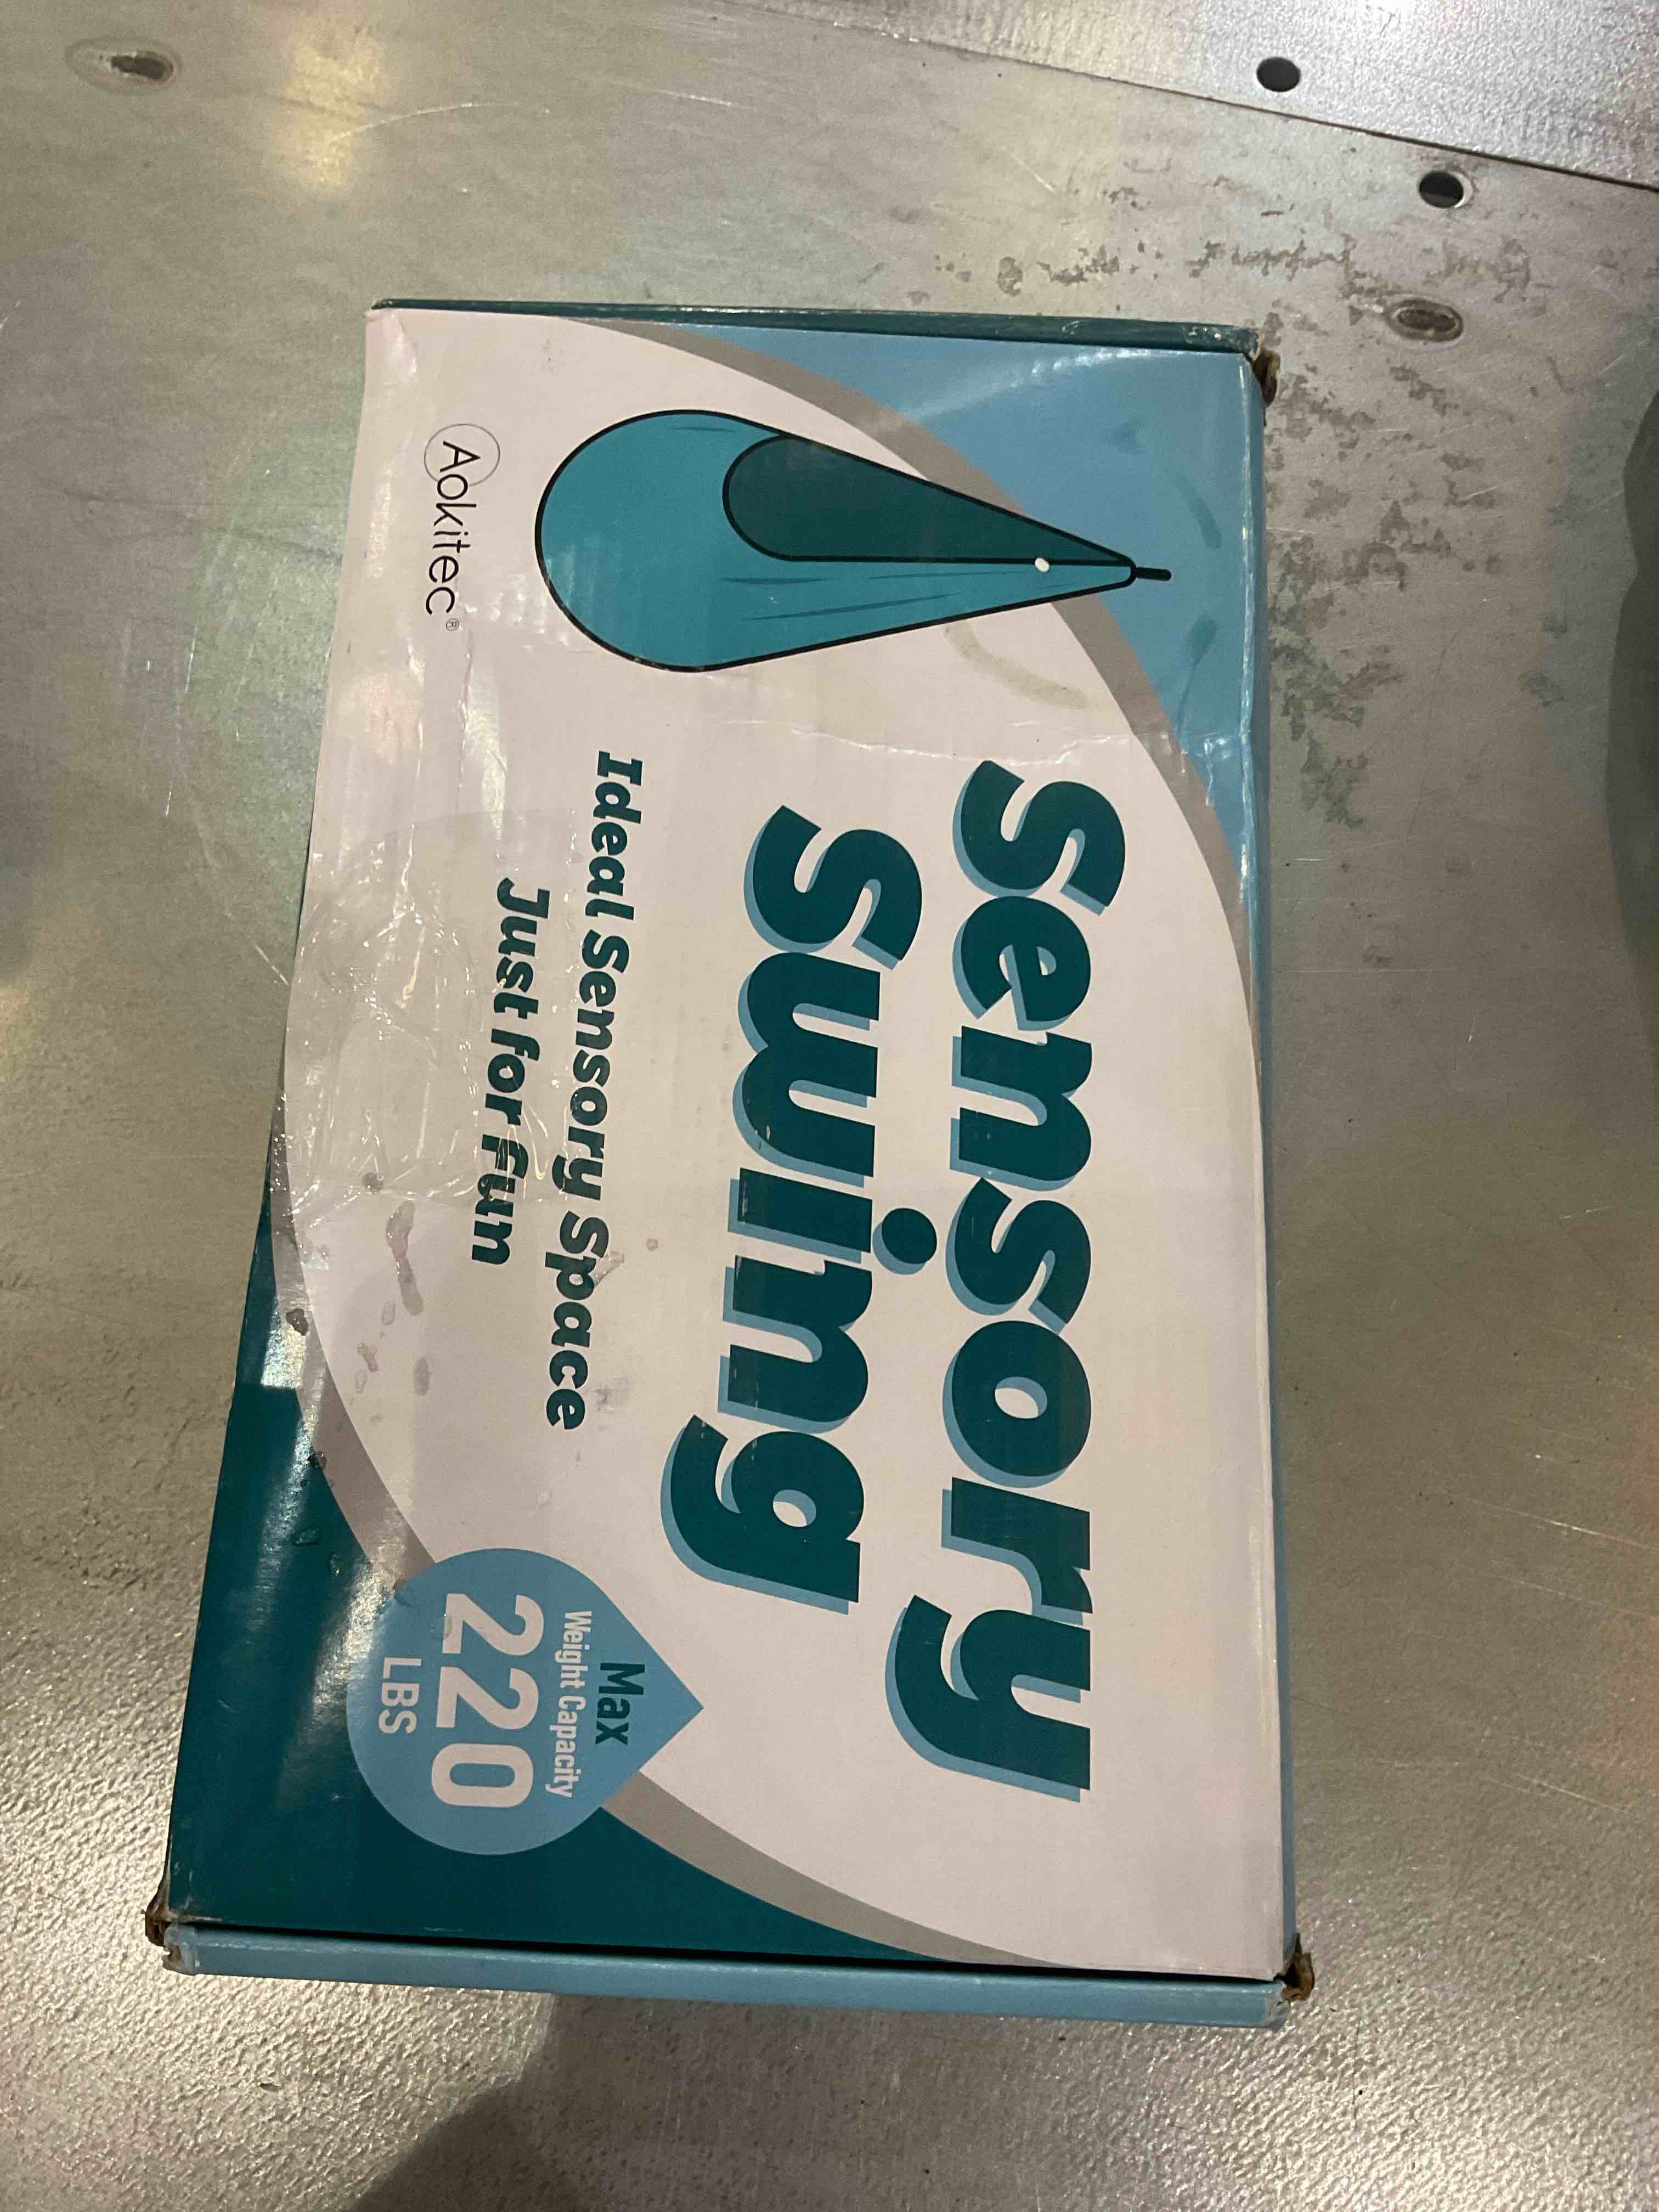 Sensory
Swing
Ideal Sensory Space
Just for Fun
Aokitec®
Max
Weight Capacity
220
LBS